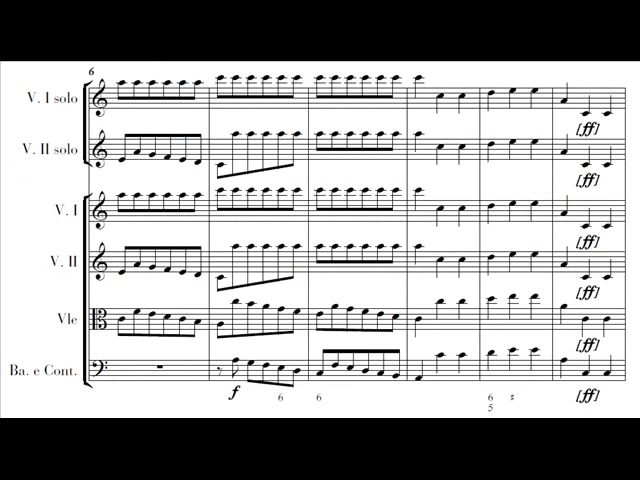 6
V. I solo
[ff]
V. II solo
[ff]
V. I
[ff]
V. II
[ff]
Vle
[ff]
Ba. e Cont.
f
[ff]
6 6 6 #
5